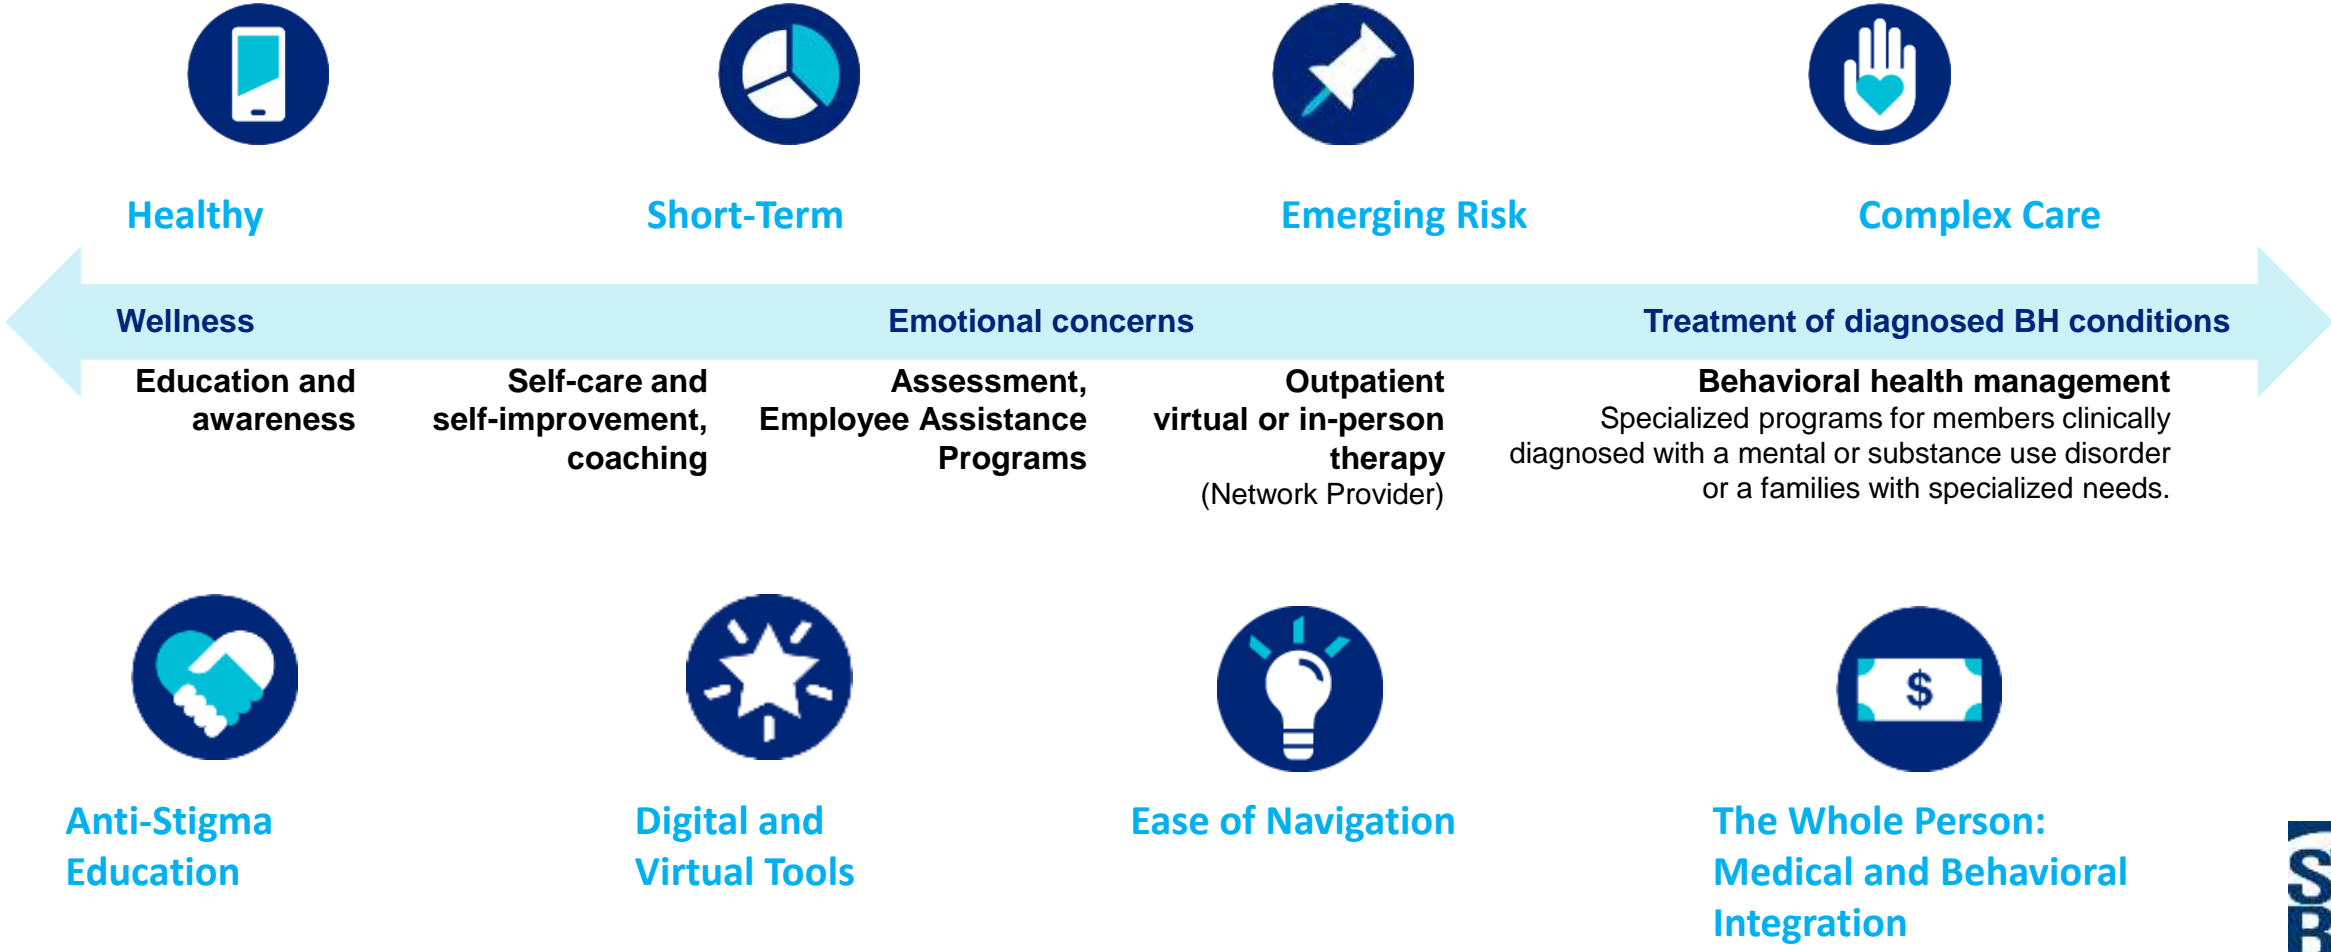 Healthy
Short-Term
Emerging Risk
Complex Care
Wellness
Emotional concerns
Treatment of diagnosed BH conditions
Education and
awareness
Self-care and
self-improvement,
coaching
Assessment,
Employee Assistance
Programs
Outpatient
virtual or in-person
therapy
(Network Provider)
Behavioral health management
Specialized programs for members clinically
diagnosed with a mental or substance use disorder
or a families with specialized needs.
$
Anti-Stigma
Education
Digital and
Virtual Tools
Ease of Navigation
The Whole Person:
Medical and Behavioral
Integration